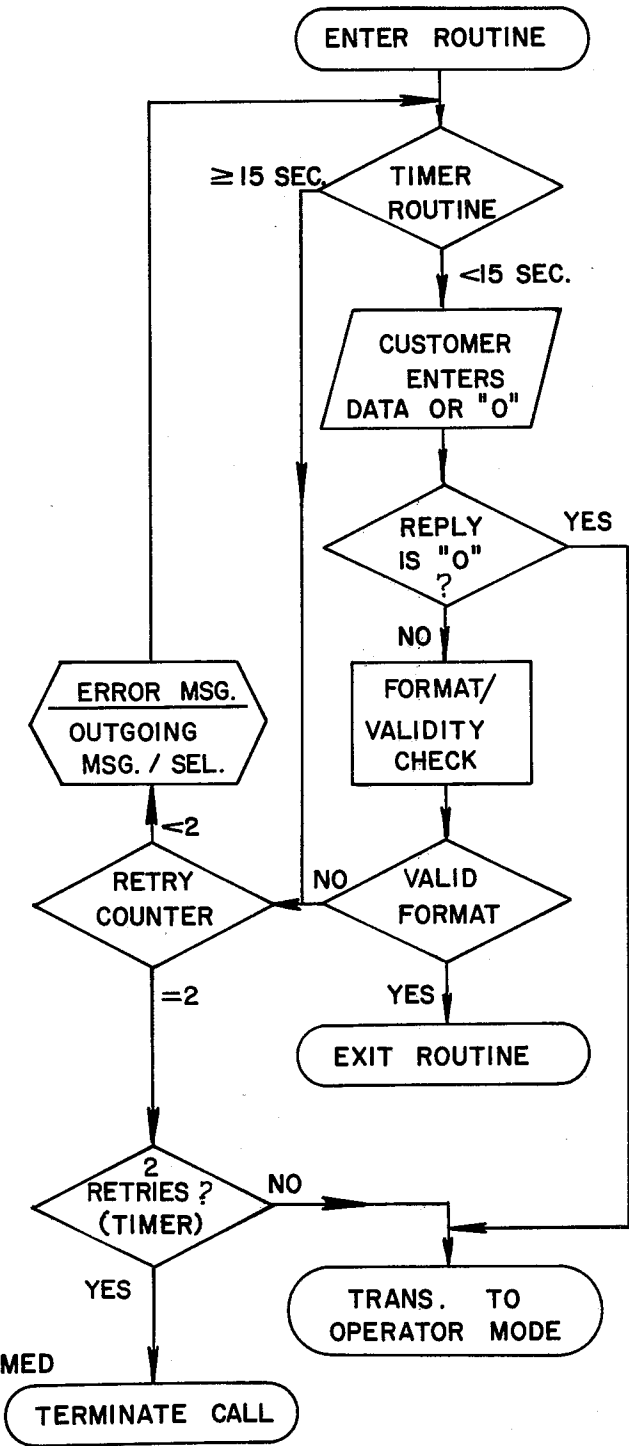 ENTER ROUTINE
≥15 SEC.
TIMER
ROUTINE
<15 SEC.
CUSTOMER
ENTERS
DATA OR "O"
REPLY
IS "O"
?
YES
NO
ERROR MSG.
OUTGOING
MSG. / SEL.
FORMAT/
VALIDITY
CHECK
<2
RETRY
COUNTER
NO
VALID
FORMAT
=2
YES
EXIT ROUTINE
2
RETRIES ?
(TIMER)
NO
YES
TRANS. TO
OPERATOR MODE
MED
TERMINATE CALL